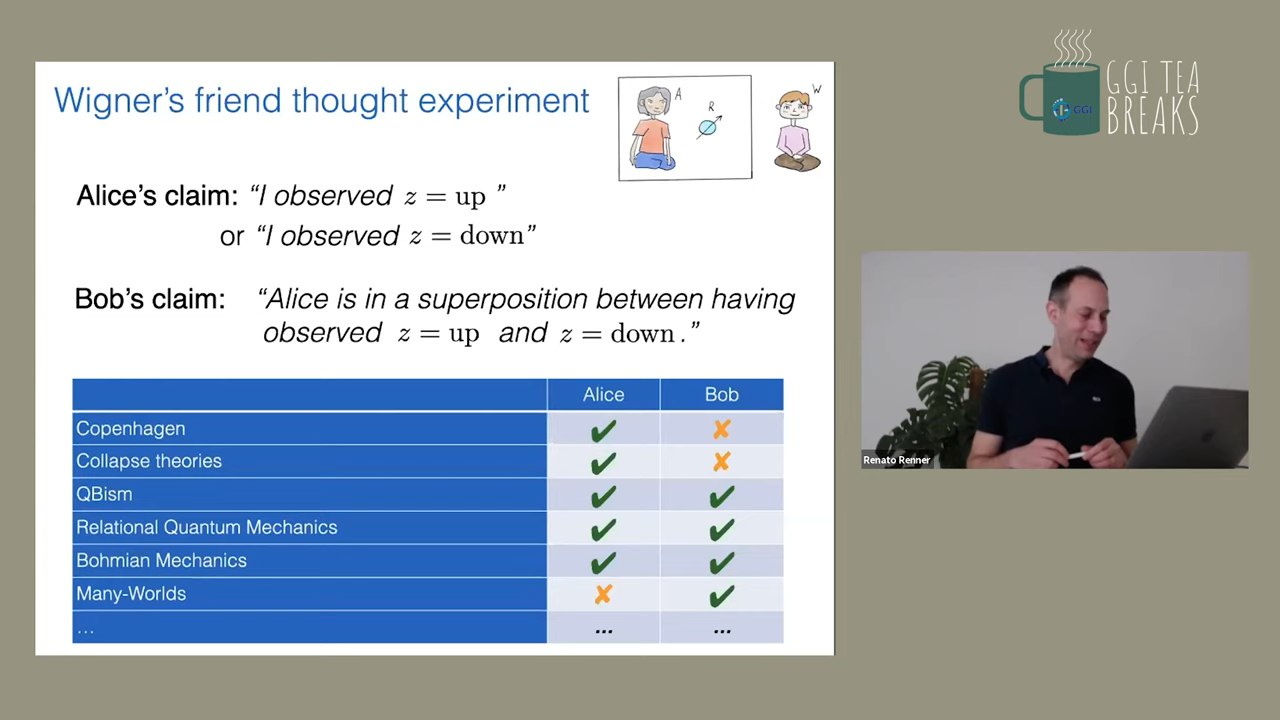 Wigner's friend thought experiment
A
R
W
Alice's claim: "I observed z = up "
or "I observed z = down"
Bob's claim: "Alice is in a superposition between having
observed z = up and z = down ."
Alice Bob
Copenhagen ✔ ✘
Collapse theories ✔ ✘
QBism ✔ ✔
Relational Quantum Mechanics ✔ ✔
Bohmian Mechanics ✔ ✔
Many-Worlds ✘ ✔
... ... ...
GGI TEA
BREAKS
GGI
Renato Renner